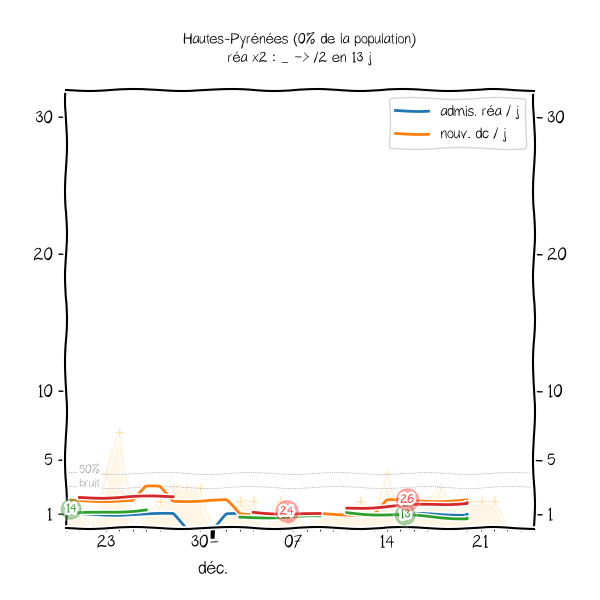 Hautes-Pyrénées (0% de la population)
réa x2 : _ -> /2 en 13 j
admis. réa / j
nouv. dc / j
30 30
20 20
10 10
5 5
1 1
50%
bruit
14
24
26
13
23 30 07 14 21
déc.